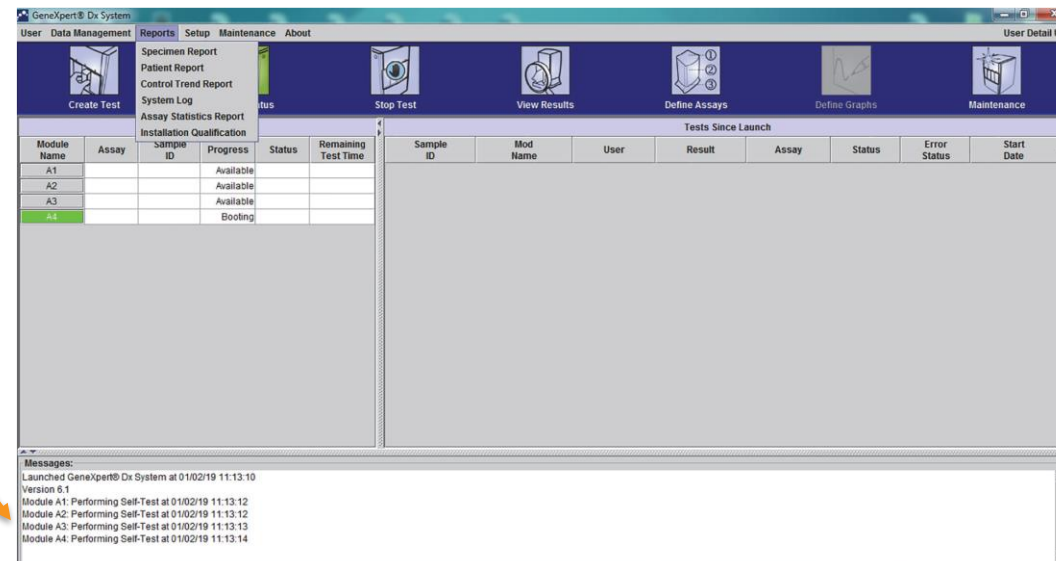 GeneXpert® Dx System
User Data Management Reports Setup Maintenance About User Detail
Specimen Report
Patient Report
Control Trend Report
System Log
Assay Statistics Report
Installation Qualification
Create Test Stop Test View Results Define Assays Define Graphs Maintenance
Tests Since Launch
Module Name Assay Sample ID Progress Status Remaining Test Time
Sample ID Mod Name User Result Assay Status Error Status Start Date
A1 Available
A2 Available
A3 Available
A4 Booting
Messages:
Launched GeneXpert® Dx System at 01/02/19 11:13:10
Version 6.1
Module A1: Performing Self-Test at 01/02/19 11:13:12
Module A2: Performing Self-Test at 01/02/19 11:13:12
Module A3: Performing Self-Test at 01/02/19 11:13:13
Module A4: Performing Self-Test at 01/02/19 11:13:14